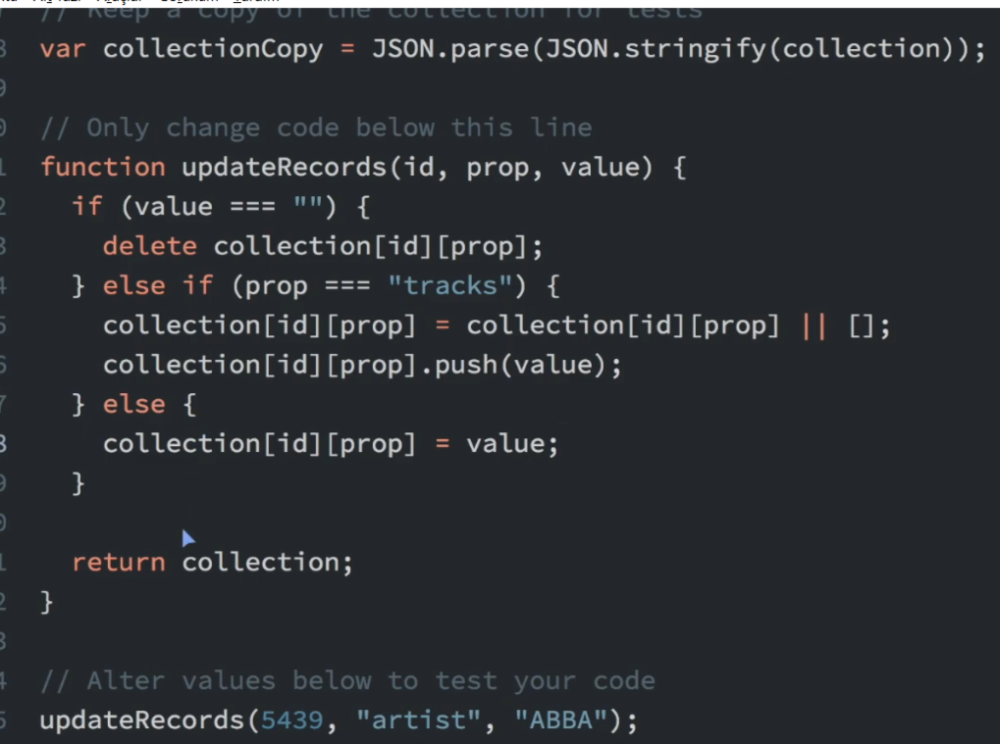 // Keep a copy of the collection for tests
var collectionCopy = JSON.parse(JSON.stringify(collection));
// Only change code below this line
function updateRecords(id, prop, value) {
  if (value === "") {
    delete collection[id][prop];
  } else if (prop === "tracks") {
    collection[id][prop] = collection[id][prop] || [];
    collection[id][prop].push(value);
  } else {
    collection[id][prop] = value;
  }
  return collection;
}
// Alter values below to test your code
updateRecords(5439, "artist", "ABBA");